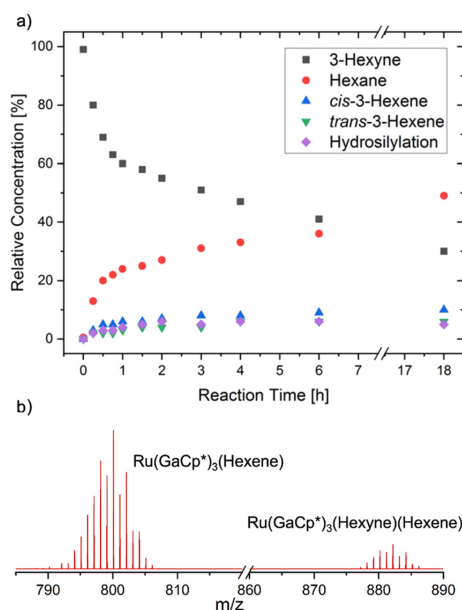 a)
100
80
60
40
20
0
Relative Concentration [%]
3-Hexyne
Hexane
cis-3-Hexene
trans-3-Hexene
Hydrosilylation
0 1 2 3 4 5 6 7 17 18
Reaction Time [h]
b)
Ru(GaCp*)3(Hexene)
Ru(GaCp*)3(Hexyne)(Hexene)
790 800 810 860 870 880 890
m/z